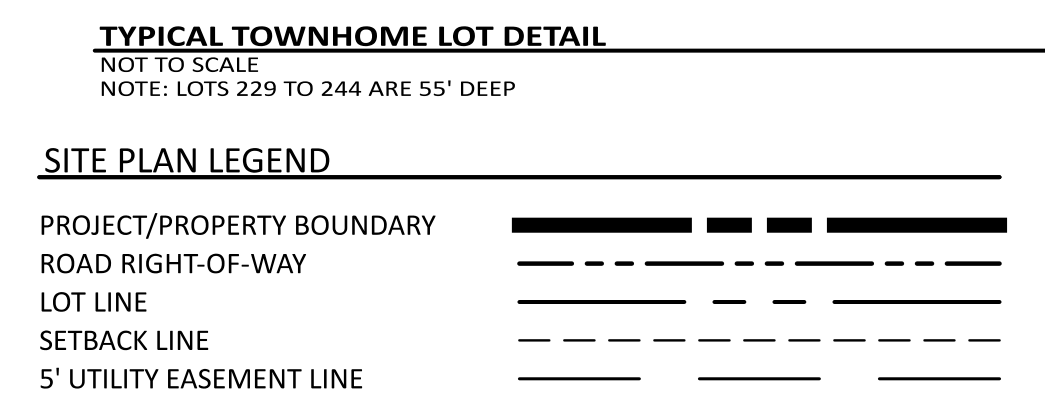 TYPICAL TOWNHOME LOT DETAIL
NOT TO SCALE
NOTE: LOTS 229 TO 244 ARE 55' DEEP
SITE PLAN LEGEND
PROJECT/PROPERTY BOUNDARY
ROAD RIGHT-OF-WAY
LOT LINE
SETBACK LINE
5' UTILITY EASEMENT LINE